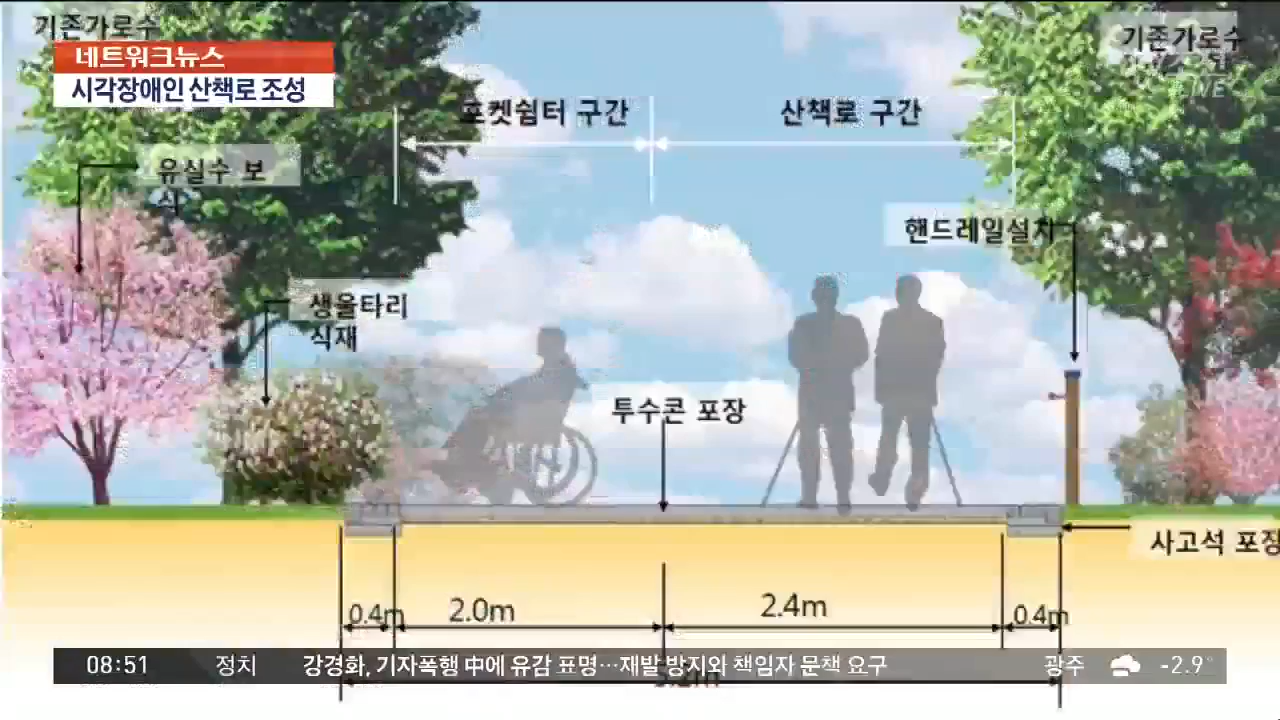 기존가로수
네트워크뉴스
시각장애인 산책로 조성
기존가로수
LIVE
포켓쉼터 구간
산책로 구간
유실수 보
식
핸드레일설치
생울타리
식재
투수콘 포장
사고석 포장
0.4m
2.0m
2.4m
0.4m
08:51
정치
강경화, 기자폭행 中에 유감 표명…재발 방지와 책임자 문책 요구
광주
-2.9°
5.2m